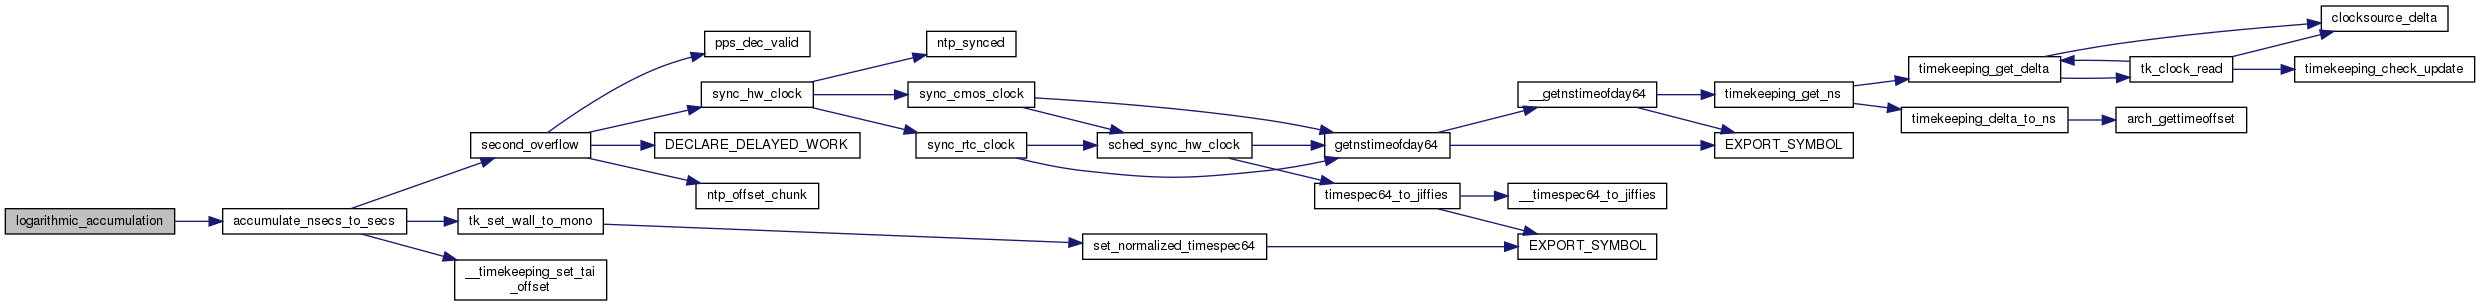 logarithmic_accumulation
accumulate_nsecs_to_secs
second_overflow
tk_set_wall_to_mono
__timekeeping_set_tai
_offset
pps_dec_valid
sync_hw_clock
DECLARE_DELAYED_WORK
ntp_offset_chunk
ntp_synced
sync_cmos_clock
sync_rtc_clock
sched_sync_hw_clock
set_normalized_timespec64
getnstimeofday64
timespec64_to_jiffies
__getnstimeofday64
__timespec64_to_jiffies
EXPORT_SYMBOL
timekeeping_get_ns
EXPORT_SYMBOL
timekeeping_get_delta
timekeeping_delta_to_ns
tk_clock_read
arch_gettimeoffset
clocksource_delta
timekeeping_check_update